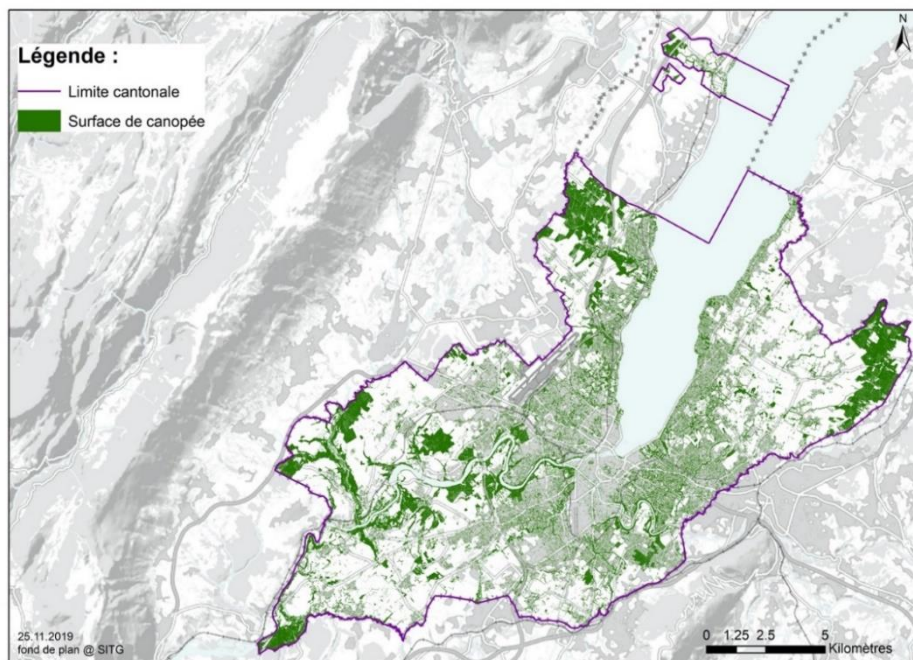 Légende :
Limite cantonale
Surface de canopée
N
25.11.2019
fond de plan @ SITG
0 1.25 2.5 5
Kilomètres